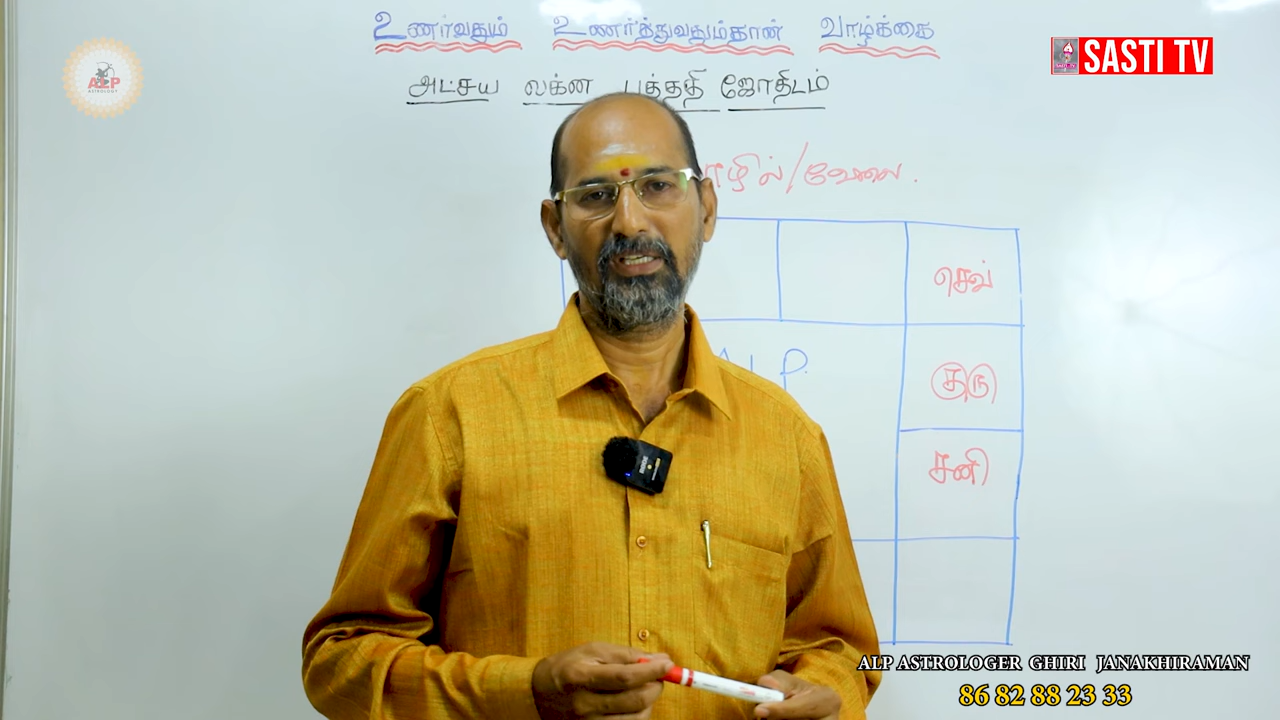 உணர்வதும் உணர்த்துவதும்தான் வாழ்க்கை
ALP
ASTROLOGY
SASTI TV
அட்சய லக்ன பத்ததி ஜோதிடம்
ழில்/வேலை.
செவ்
ALP
குரு
சனி
ALP ASTROLOGER GHIRI JANAKHIRAMAN
86 82 88 23 33